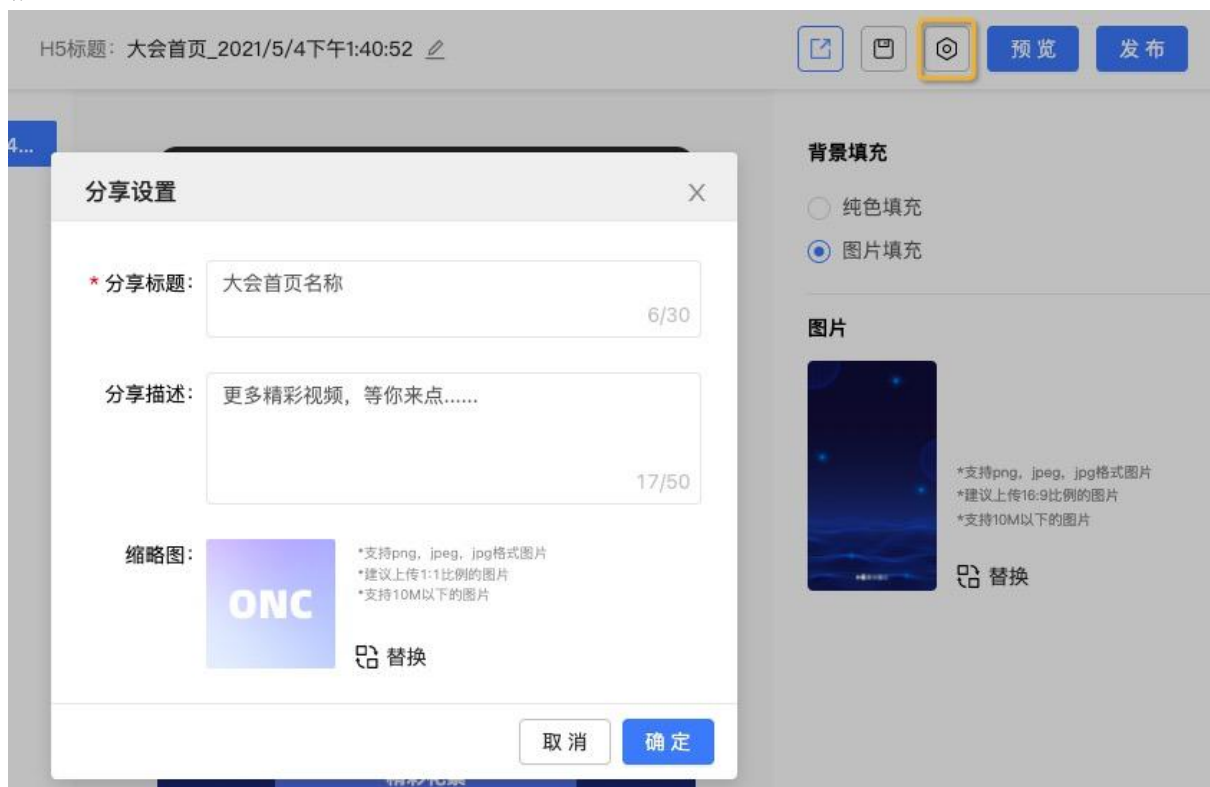 H5标题：大会首页_2021/5/4下午1:40:52
预 览
发 布
4...
背景填充
纯色填充
图片填充
图片
*支持png，jpeg，jpg格式图片
*建议上传16:9比例的图片
*支持10M以下的图片
替换
分享设置
X
* 分享标题：
大会首页名称
6/30
分享描述：
更多精彩视频，等你来点......
17/50
缩略图：
ONC
*支持png，jpeg，jpg格式图片
*建议上传1:1比例的图片
*支持10M以下的图片
替换
取 消
确 定